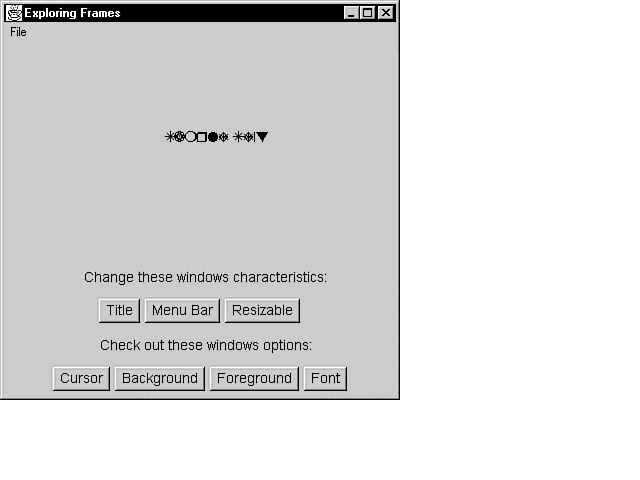 Exploring Frames
File
Change these windows characteristics:
Title Menu Bar Resizable
Check out these windows options:
Cursor Background Foreground Font